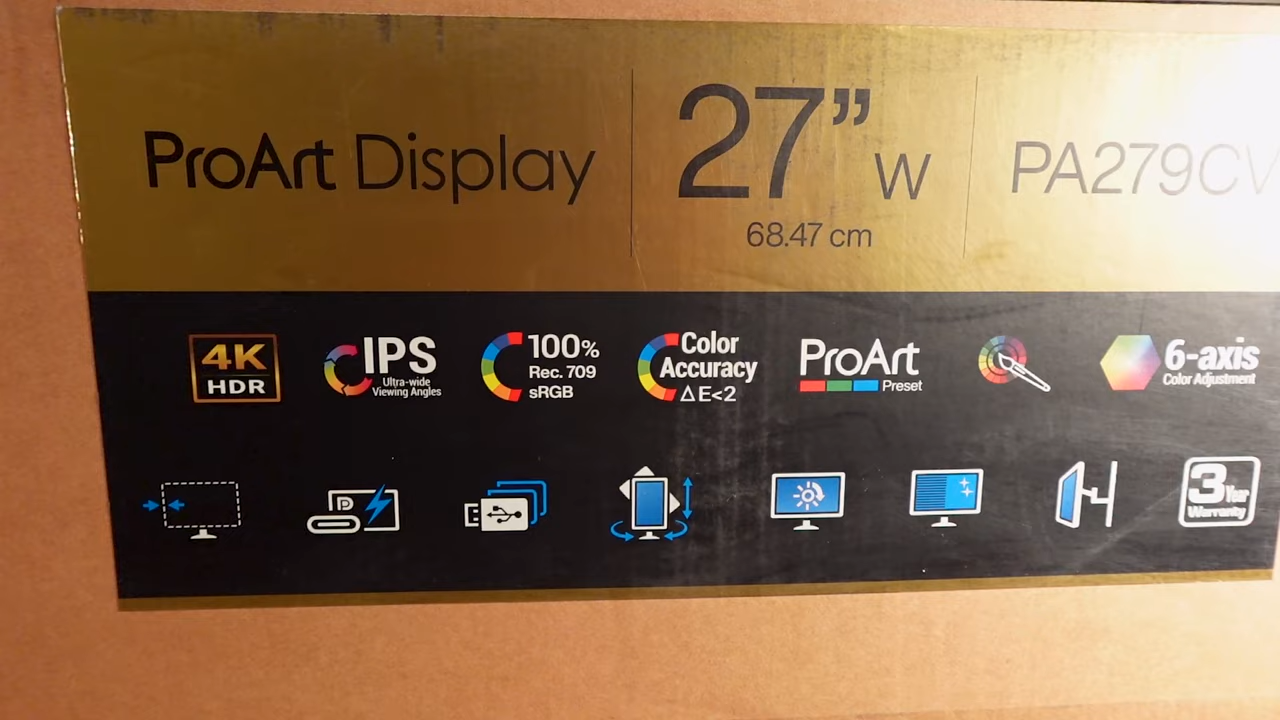 ProArt Display
27” W
68.47 cm
PA279CV
4K
HDR
IPS
Ultra-wide
Viewing Angles
100%
Rec. 709
sRGB
Color
Accuracy
ΔE<2
ProArt
Preset
6-axis
Color Adjustment
D
3 Year
Warranty